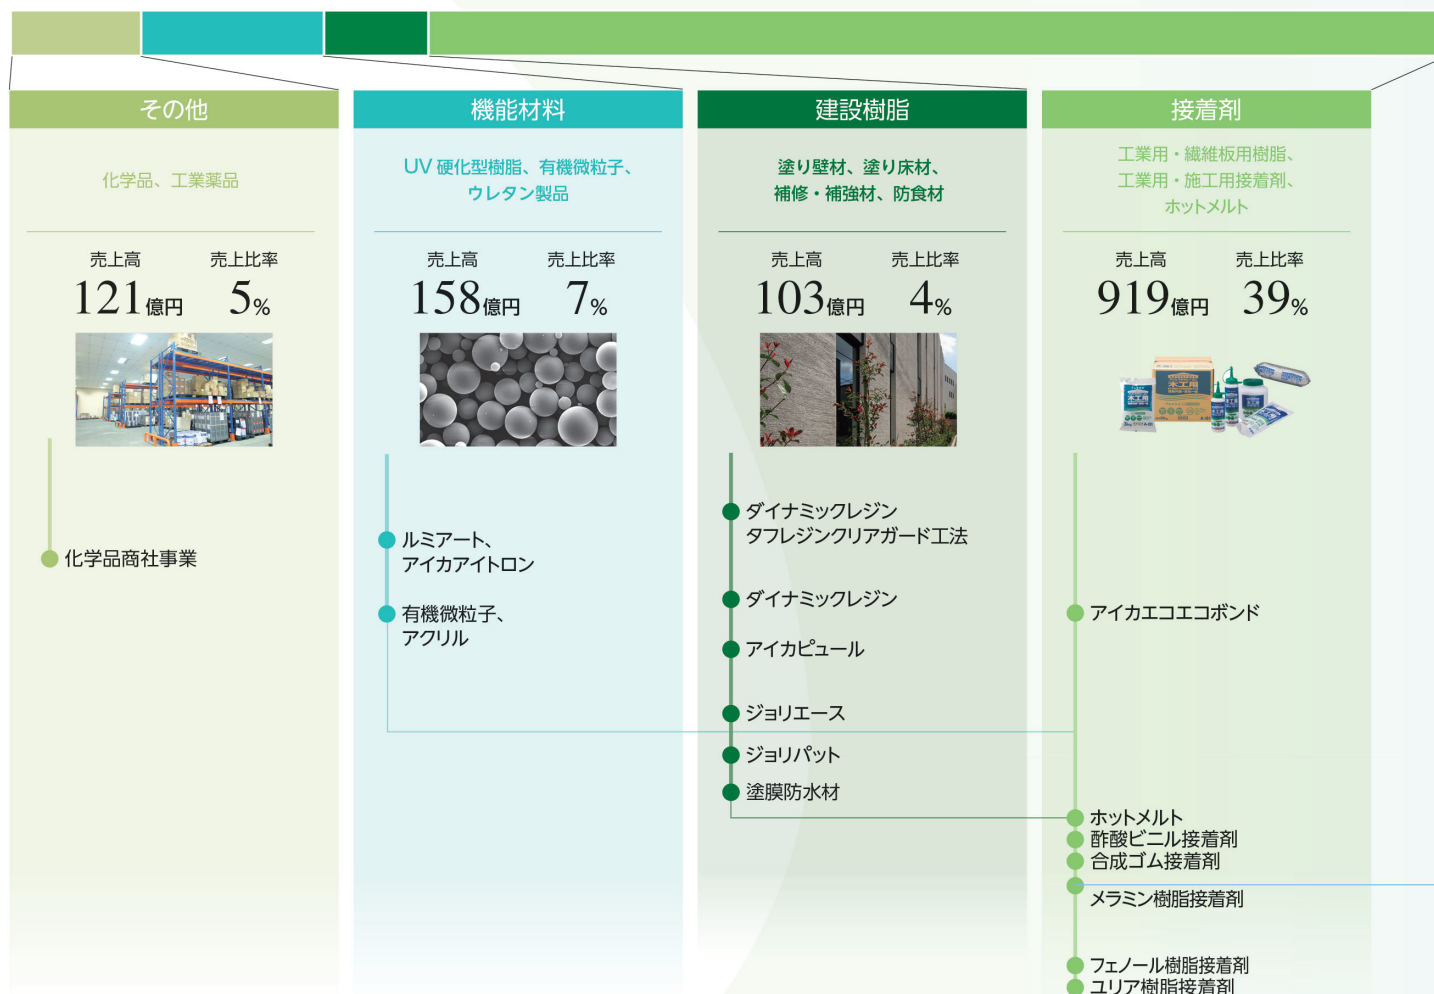 その他
化学品、工業薬品
売上高 売上比率
121億円 5%
化学品商社事業
機能材料
UV 硬化型樹脂、有機微粒子、
ウレタン製品
売上高 売上比率
158億円 7%
ルミアート、
アイカアイトロン
有機微粒子、
アクリル
建設樹脂
塗り壁材、塗り床材、
補修・補強材、防食材
売上高 売上比率
103億円 4%
ダイナミックレジン
タフレジンクリアガード工法
ダイナミックレジン
アイカピュール
ジョリエース
ジョリパット
塗膜防水材
接着剤
工業用・繊維板用樹脂、
工業用・施工用接着剤、
ホットメルト
売上高 売上比率
919億円 39%
木工用
木工用
アイカエコエコボンド
ホットメルト
酢酸ビニル接着剤
合成ゴム接着剤
メラミン樹脂接着剤
フェノール樹脂接着剤
ユリア樹脂接着剤